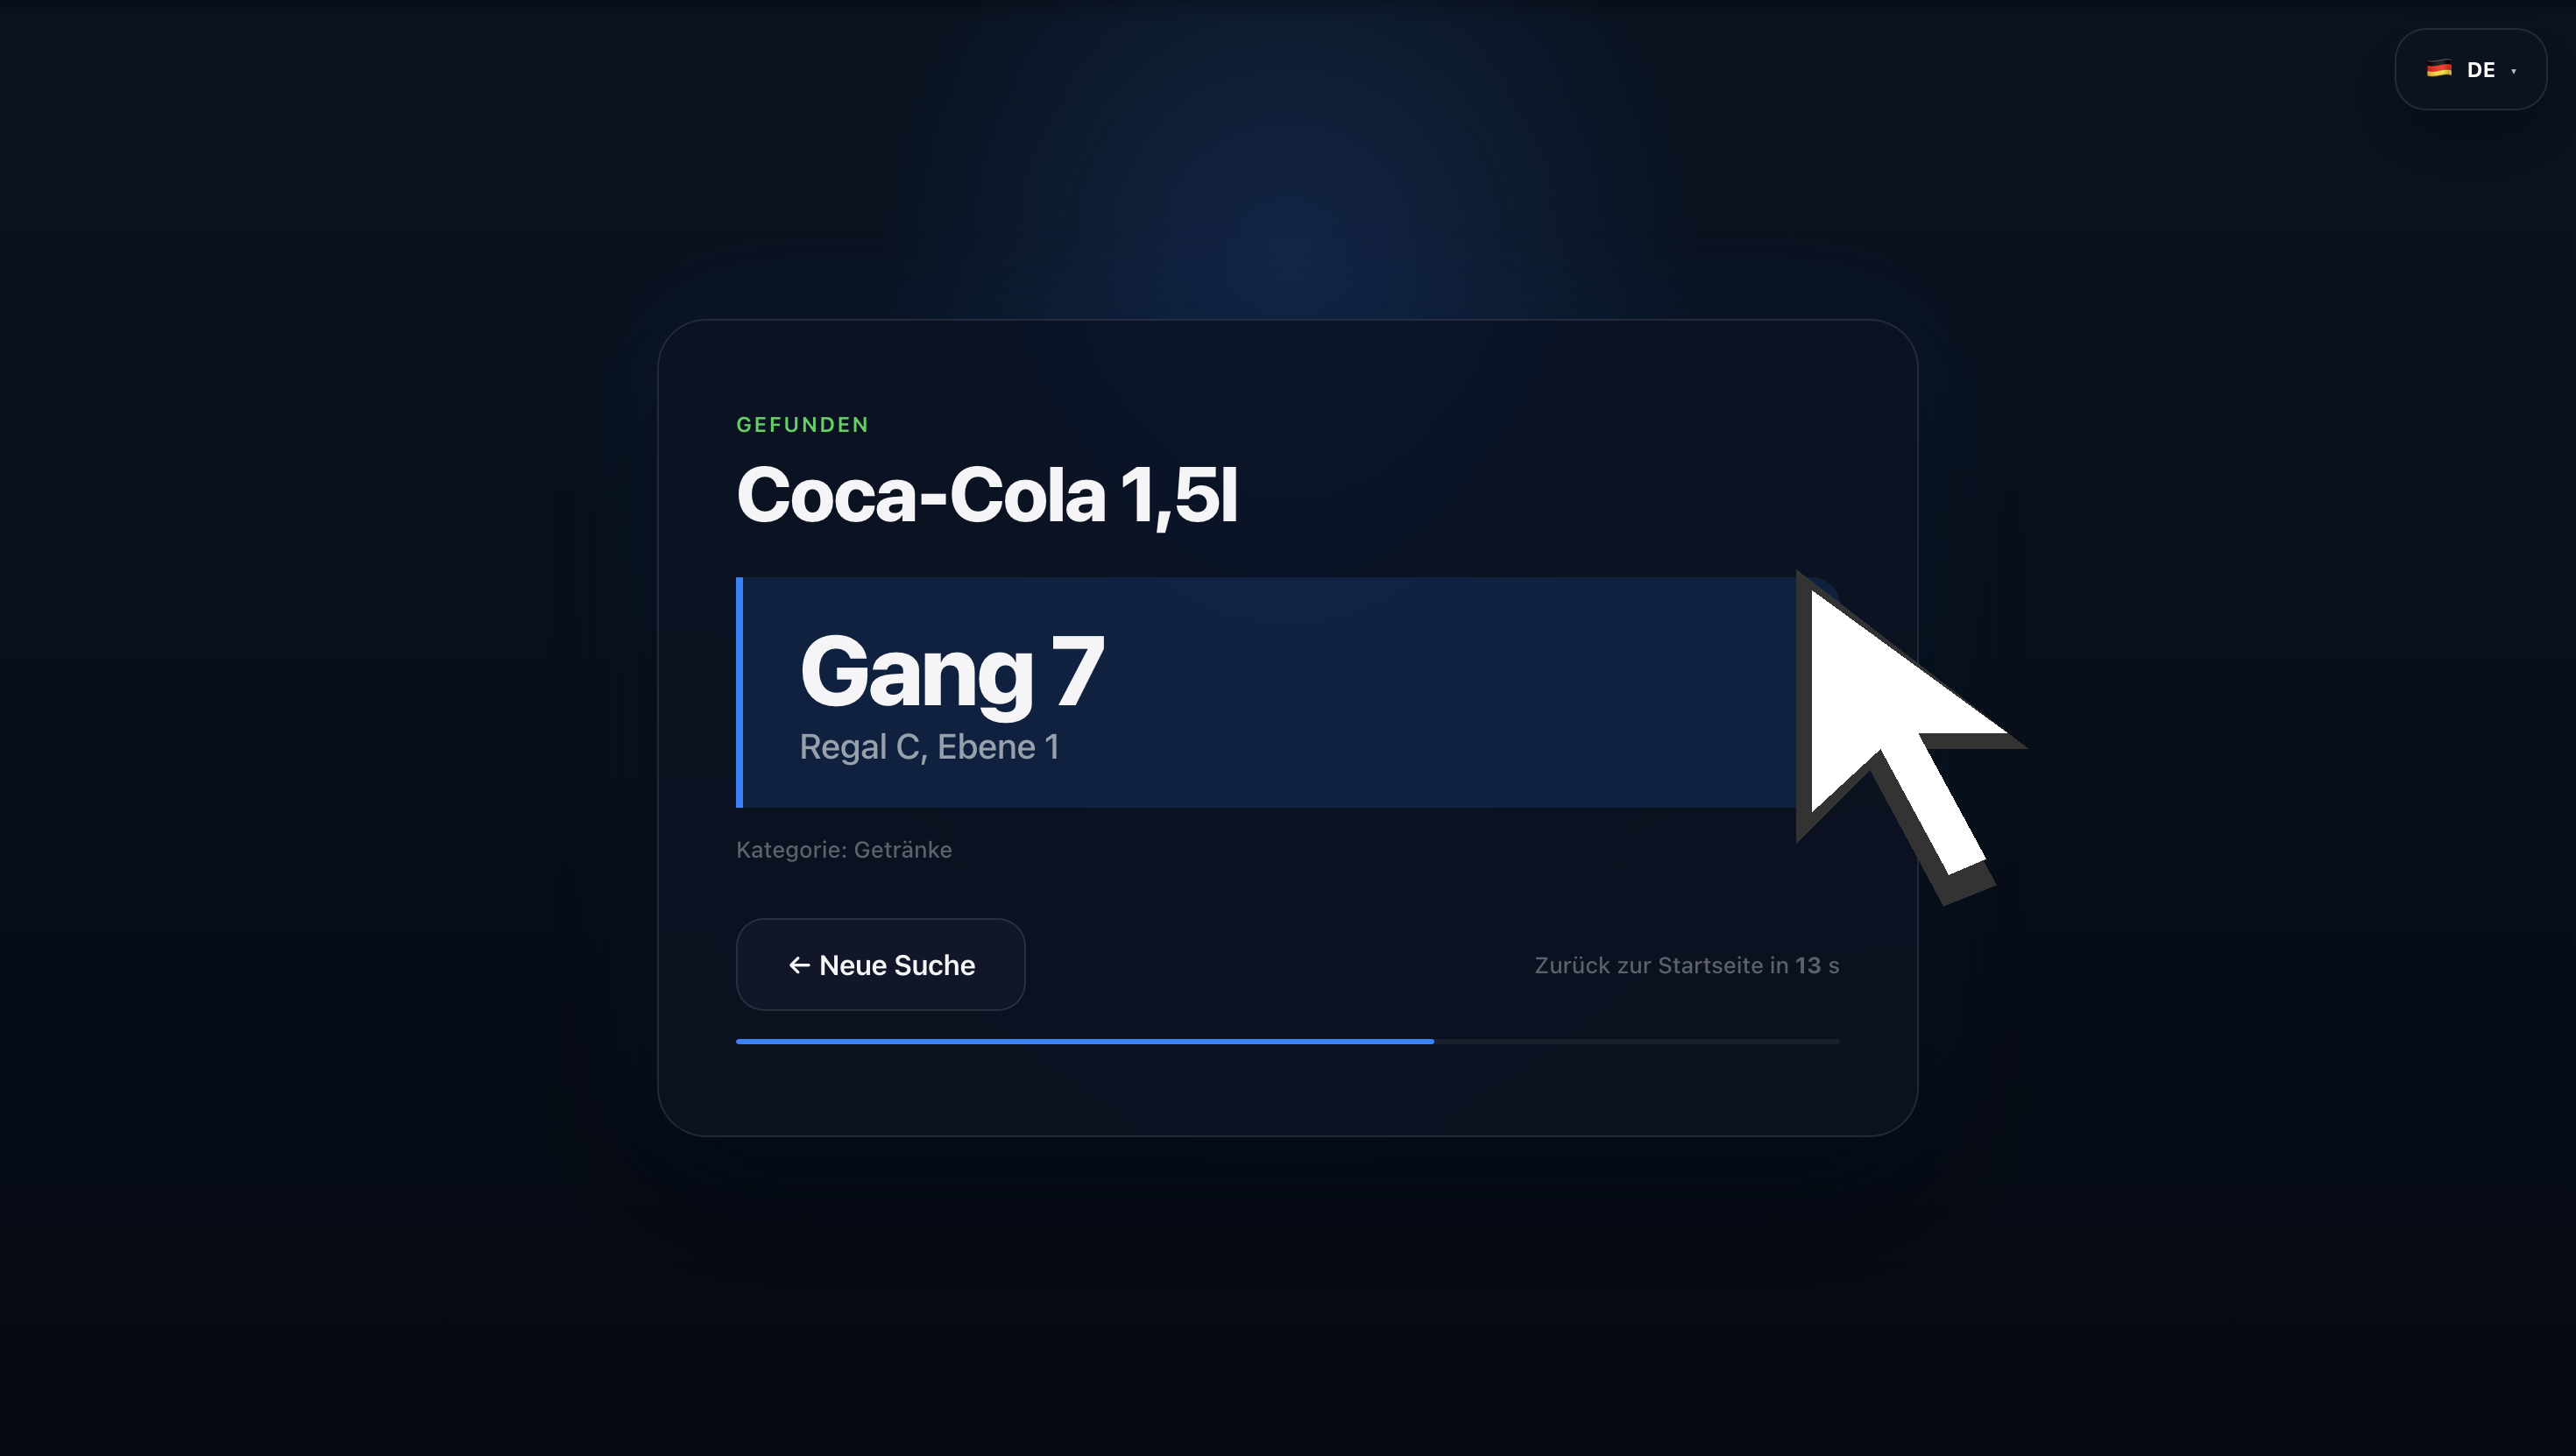 DE
GEFUNDEN
Coca-Cola 1,5l
Gang 7
Regal C, Ebene 1
Kategorie: Getränke
← Neue Suche
Zurück zur Startseite in 13 s